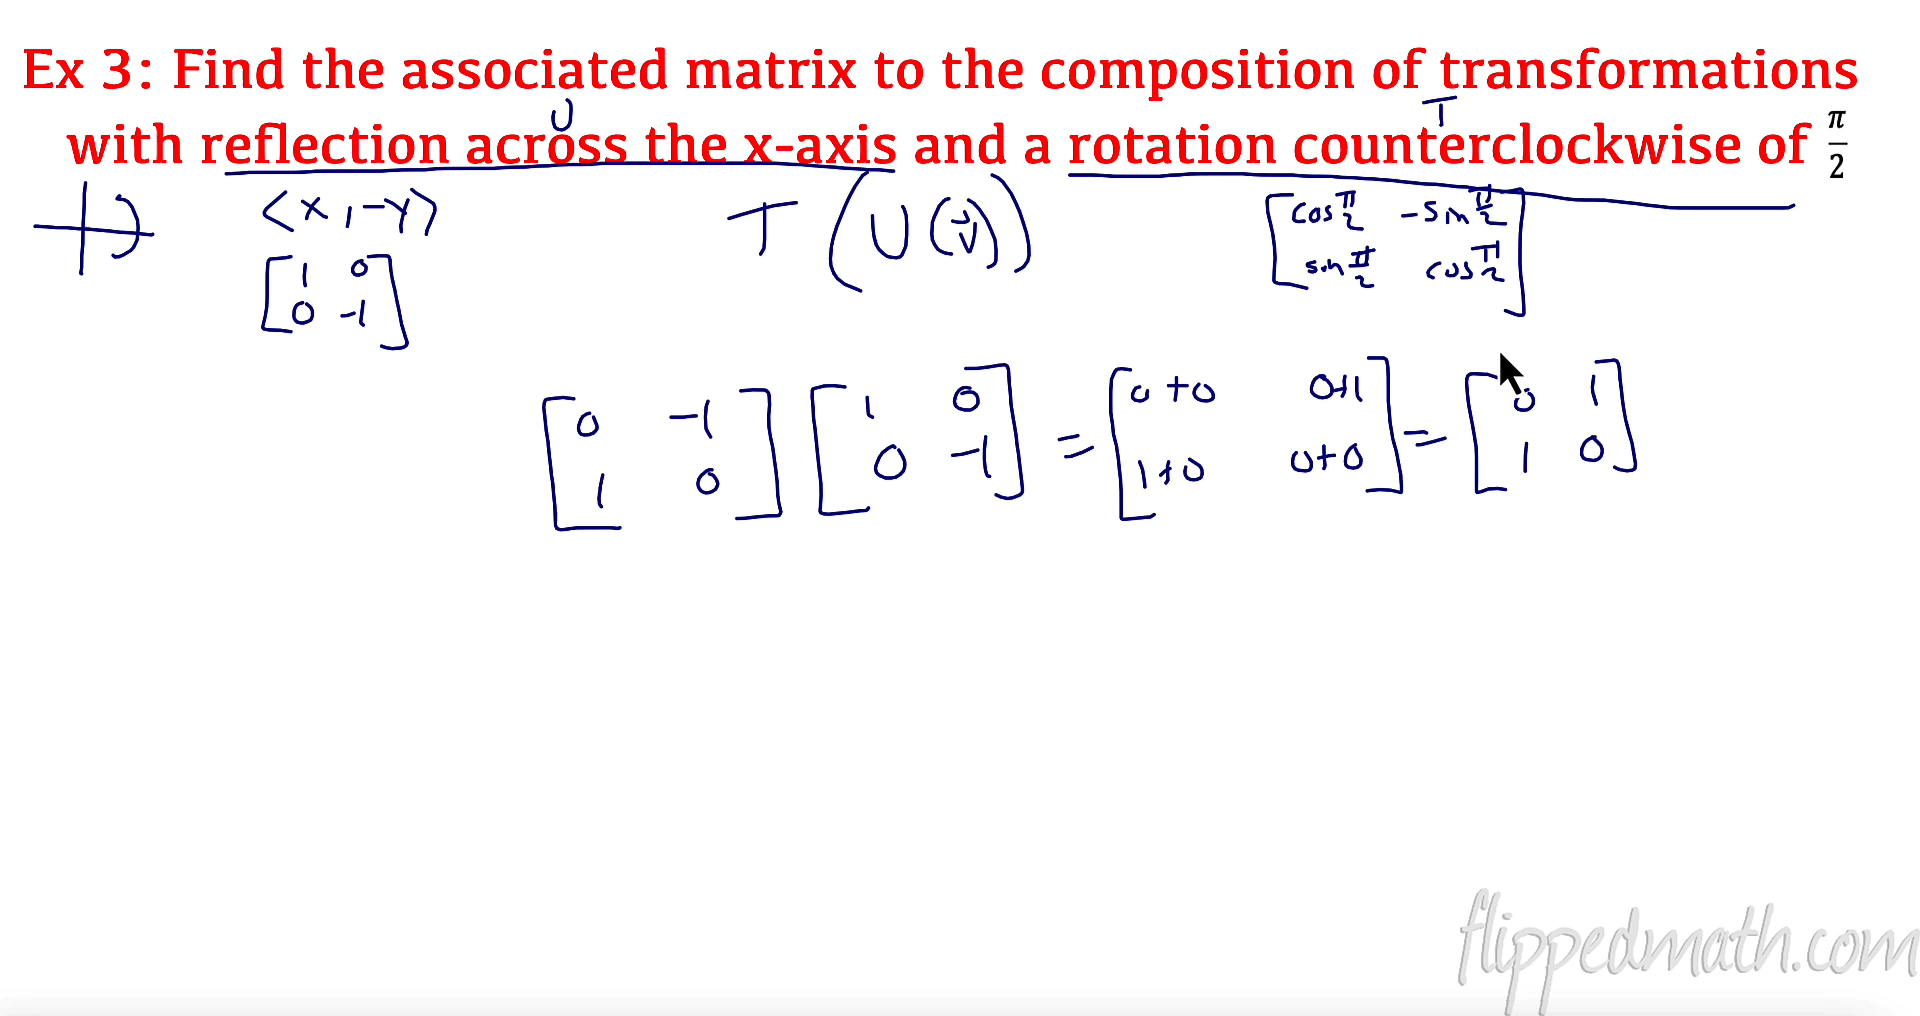 Ex 3: Find the associated matrix to the composition of transformations
U T
with reflection across the x-axis and a rotation counterclockwise of π/2
<x, -y> T(U(v⃗)) [cos π/2 -sin π/2
sin π/2 cos π/2]
[1 0
0 -1]
[0 -1 [1 0 [0+0 0+1 [0 1
1 0] 0 -1] = 1+0 0+0] = 1 0]
flippedmath.com